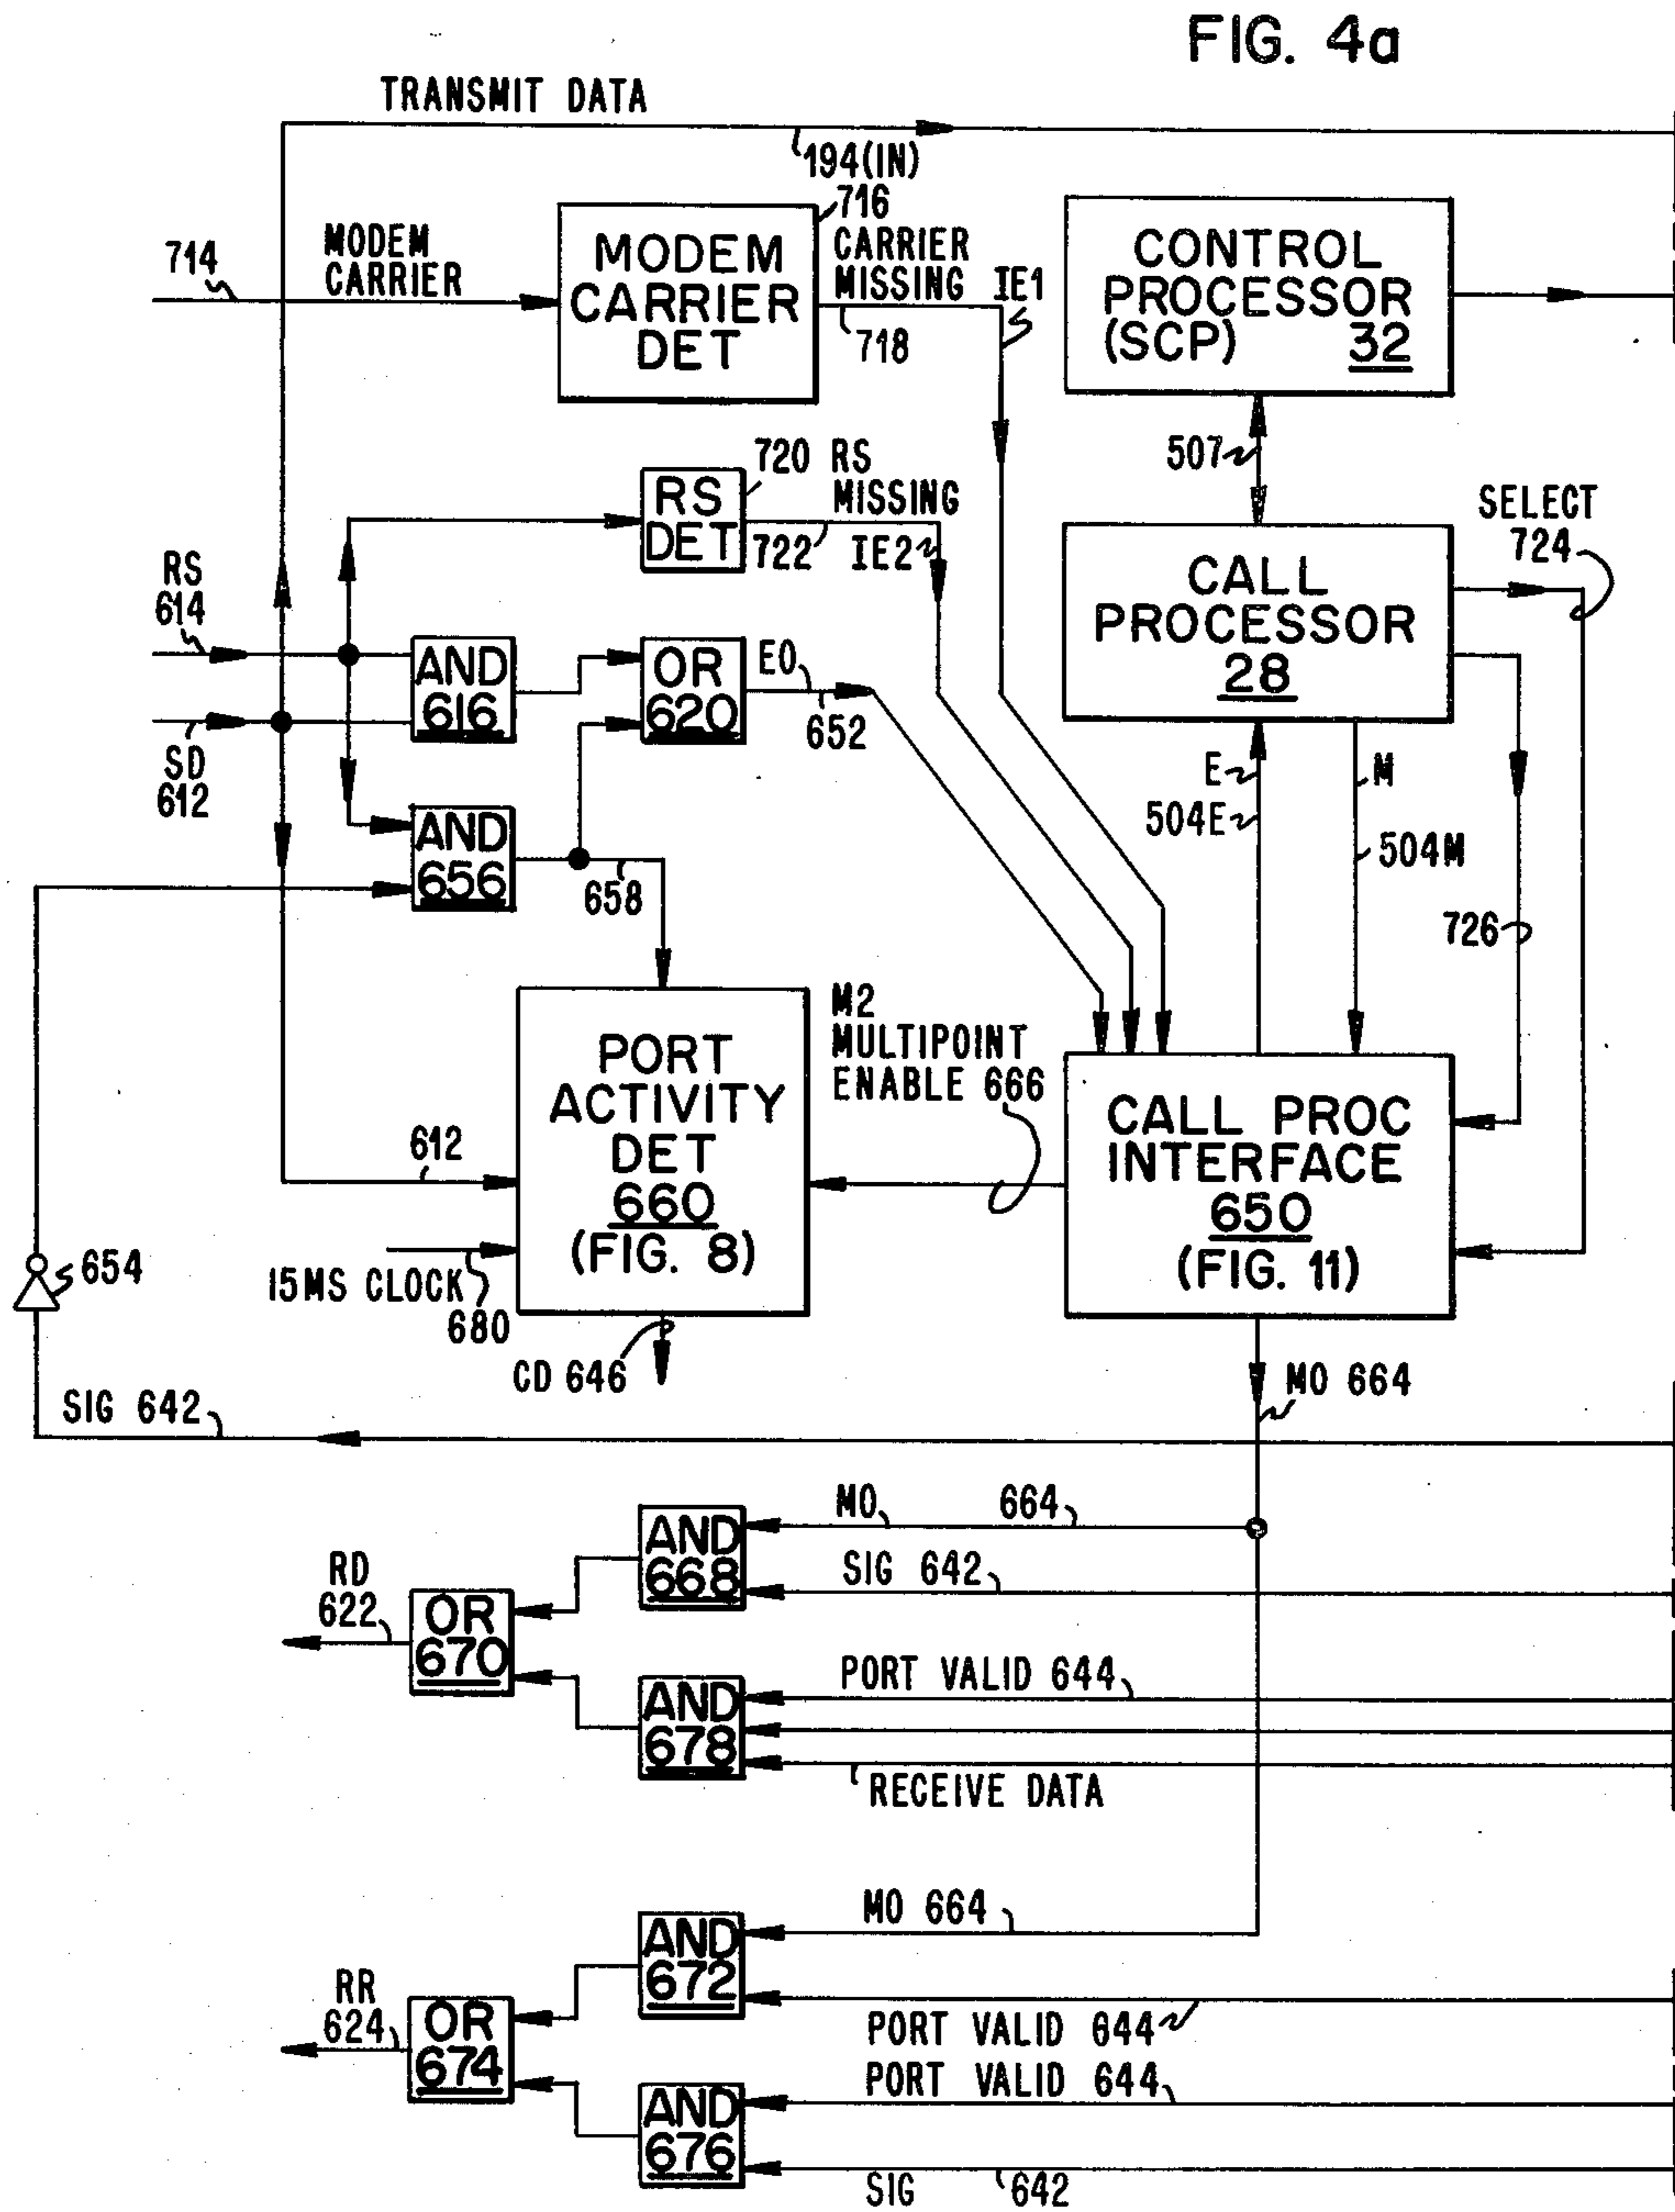 FIG. 4a
TRANSMIT DATA
194(IN)
714
MODEM
CARRIER
MODEM
CARRIER
DET
716
CARRIER
MISSING
IE1
718
CONTROL
PROCESSOR
(SCP) 32
507
720 RS
MISSING
RS
DET
722
IE2
SELECT
724
CALL
PROCESSOR
28
RS
614
AND
616
OR
620
E0
652
SD
612
AND
656
658
E
504E
M
504M
726
M2
MULTIPOINT
ENABLE 666
PORT
ACTIVITY
DET
660
(FIG. 8)
CALL PROC
INTERFACE
650
(FIG. 11)
612
654
15MS CLOCK
680
CD 646
M0 664
SIG 642
M0 664
AND
668
SIG 642
RD
622
OR
670
PORT VALID 644
AND
678
RECEIVE DATA
M0 664
AND
672
RR
624
OR
674
PORT VALID 644
PORT VALID 644
AND
676
SIG 642